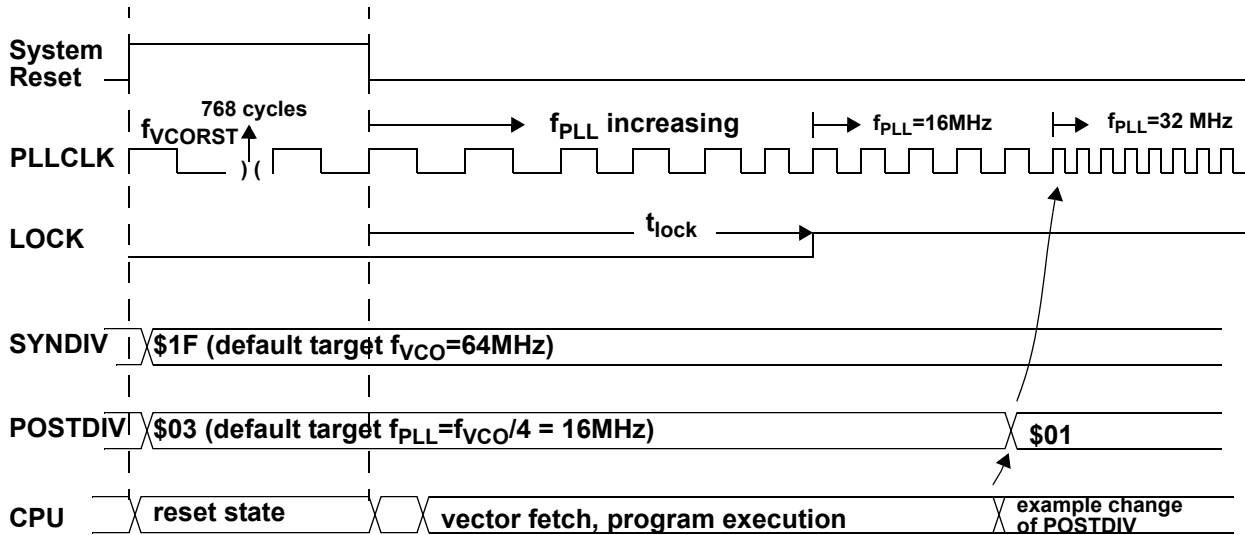 System
Reset
768 cycles
fVCORST
fPLL increasing
fPLL=16MHz
fPLL=32 MHz
PLLCLK
) (
LOCK
tlock
SYNDIV
$1F (default target fVCO=64MHz)
POSTDIV
$03 (default target fPLL=fVCO/4 = 16MHz)
$01
CPU
reset state
vector fetch, program execution
example change
of POSTDIV